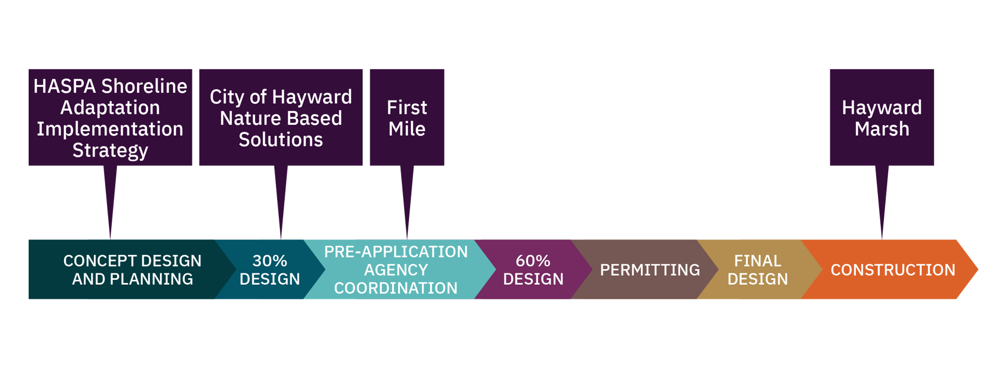 HASPA Shoreline
Adaptation
Implementation
Strategy
City of Hayward
Nature Based
Solutions
First
Mile
Hayward
Marsh
CONCEPT DESIGN
AND PLANNING
30%
DESIGN
PRE-APPLICATION
AGENCY
COORDINATION
60%
DESIGN
PERMITTING
FINAL
DESIGN
CONSTRUCTION